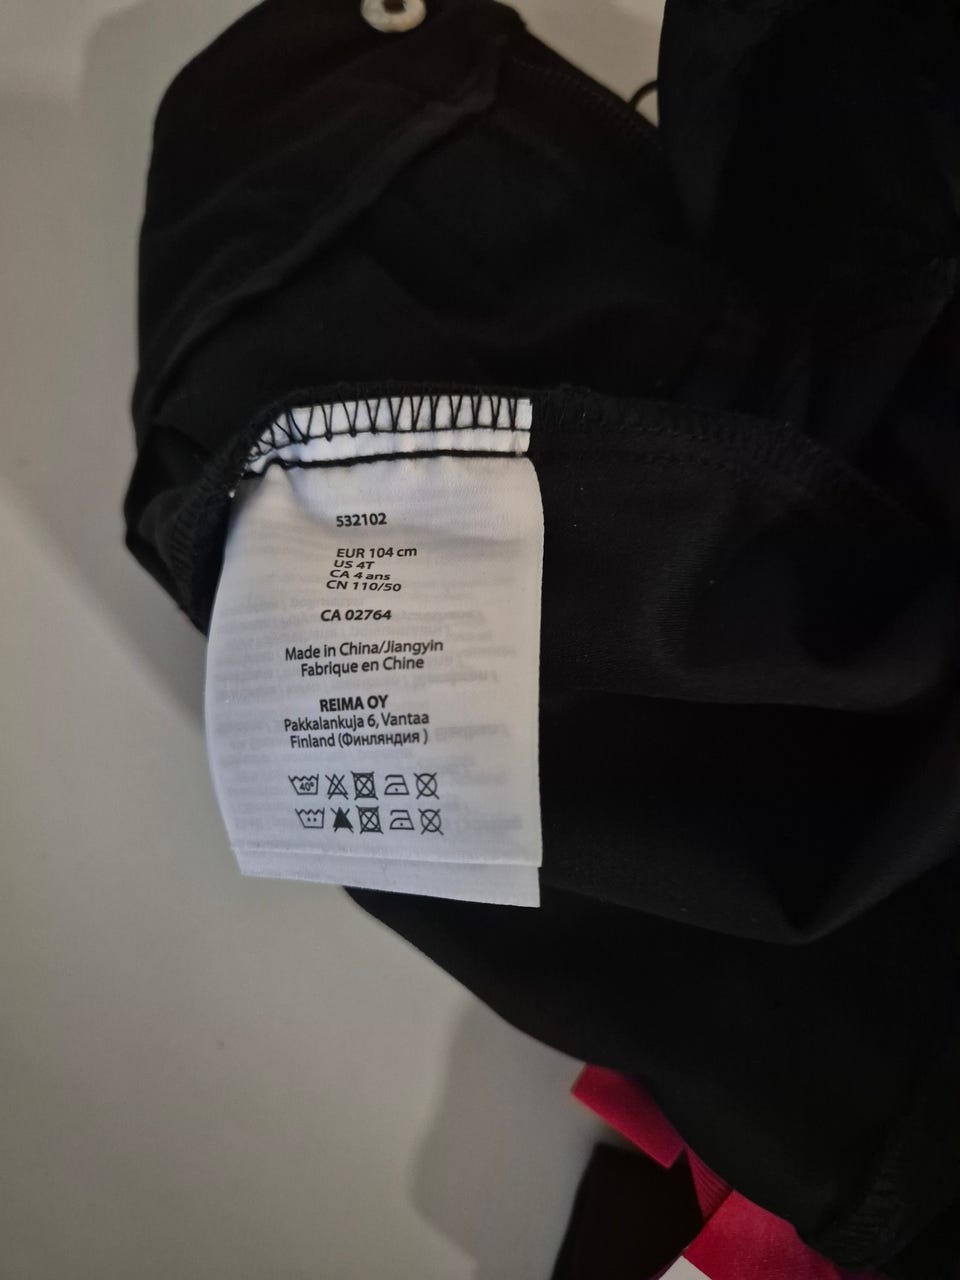 532102
EUR 104 cm
US 4T
CA 4 ans
CN 110/50
CA 02764
Made in China/Jiangyin
Fabrique en Chine
REIMA OY
Pakkalankuja 6, Vantaa
Finland (Финляндия )
40°